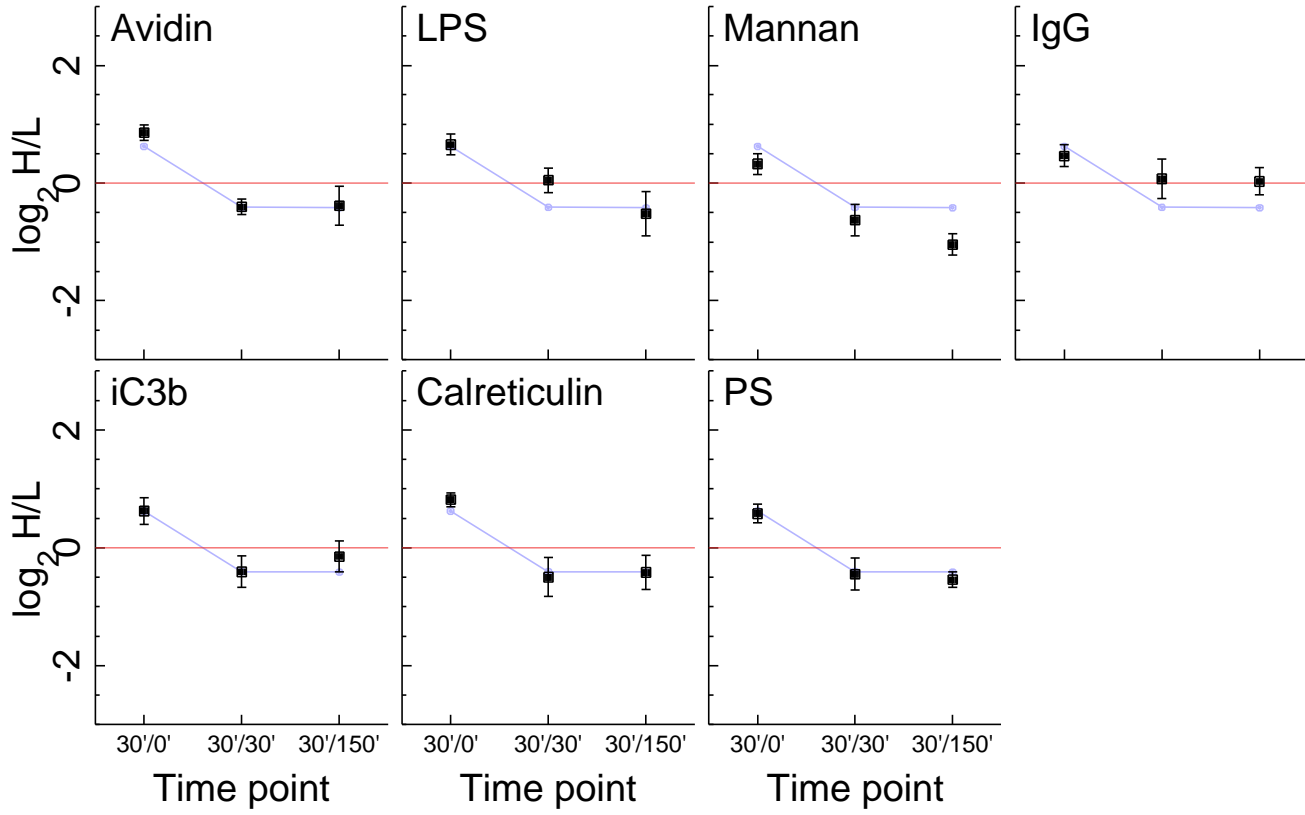 Avidin
LPS
Mannan
IgG
2
0
-2
log2 H/L
iC3b
Calreticulin
PS
2
0
-2
log2 H/L
30'/0' 30'/30' 30'/150'
30'/0' 30'/30' 30'/150'
30'/0' 30'/30' 30'/150'
Time point
Time point
Time point